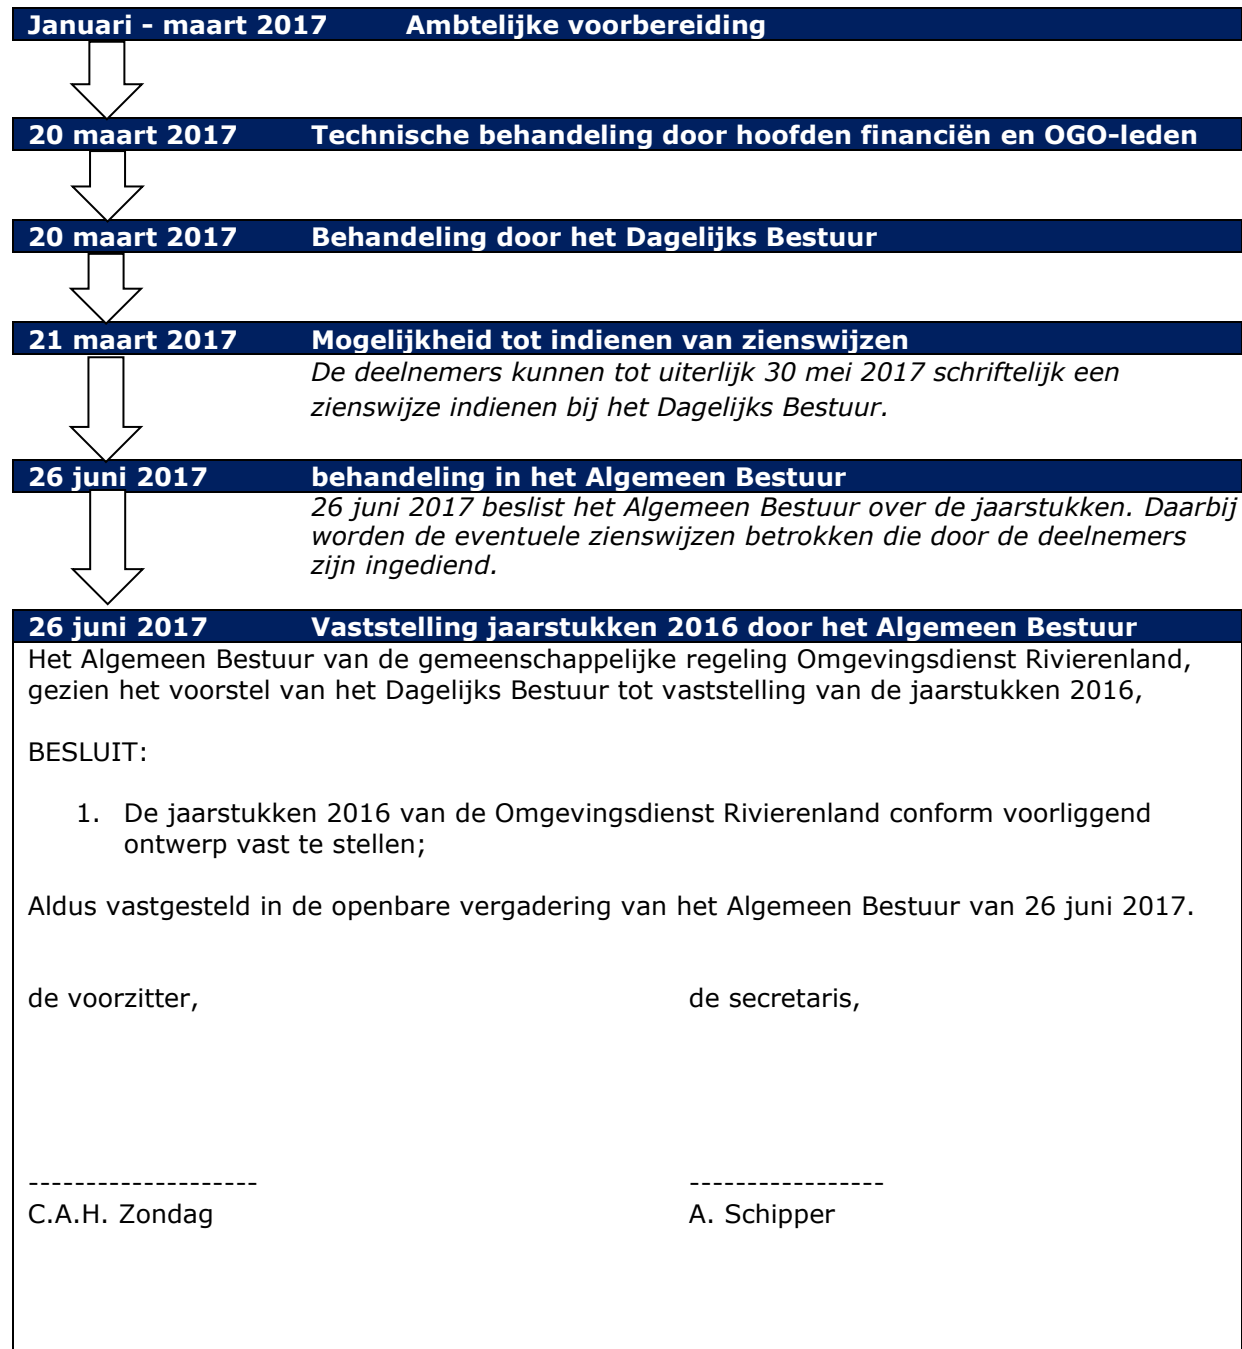 Januari - maart 2017 Ambtelijke voorbereiding
20 maart 2017 Technische behandeling door hoofden financiën en OGO-leden
20 maart 2017 Behandeling door het Dagelijks Bestuur
21 maart 2017 Mogelijkheid tot indienen van zienswijzen
De deelnemers kunnen tot uiterlijk 30 mei 2017 schriftelijk een
zienswijze indienen bij het Dagelijks Bestuur.
26 juni 2017 behandeling in het Algemeen Bestuur
26 juni 2017 beslist het Algemeen Bestuur over de jaarstukken. Daarbij
worden de eventuele zienswijzen betrokken die door de deelnemers
zijn ingediend.
26 juni 2017 Vaststelling jaarstukken 2016 door het Algemeen Bestuur
Het Algemeen Bestuur van de gemeenschappelijke regeling Omgevingsdienst Rivierenland,
gezien het voorstel van het Dagelijks Bestuur tot vaststelling van de jaarstukken 2016,
BESLUIT:
1. De jaarstukken 2016 van de Omgevingsdienst Rivierenland conform voorliggend
ontwerp vast te stellen;
Aldus vastgesteld in de openbare vergadering van het Algemeen Bestuur van 26 juni 2017.
de voorzitter, de secretaris,
-------------------- -----------------
C.A.H. Zondag A. Schipper